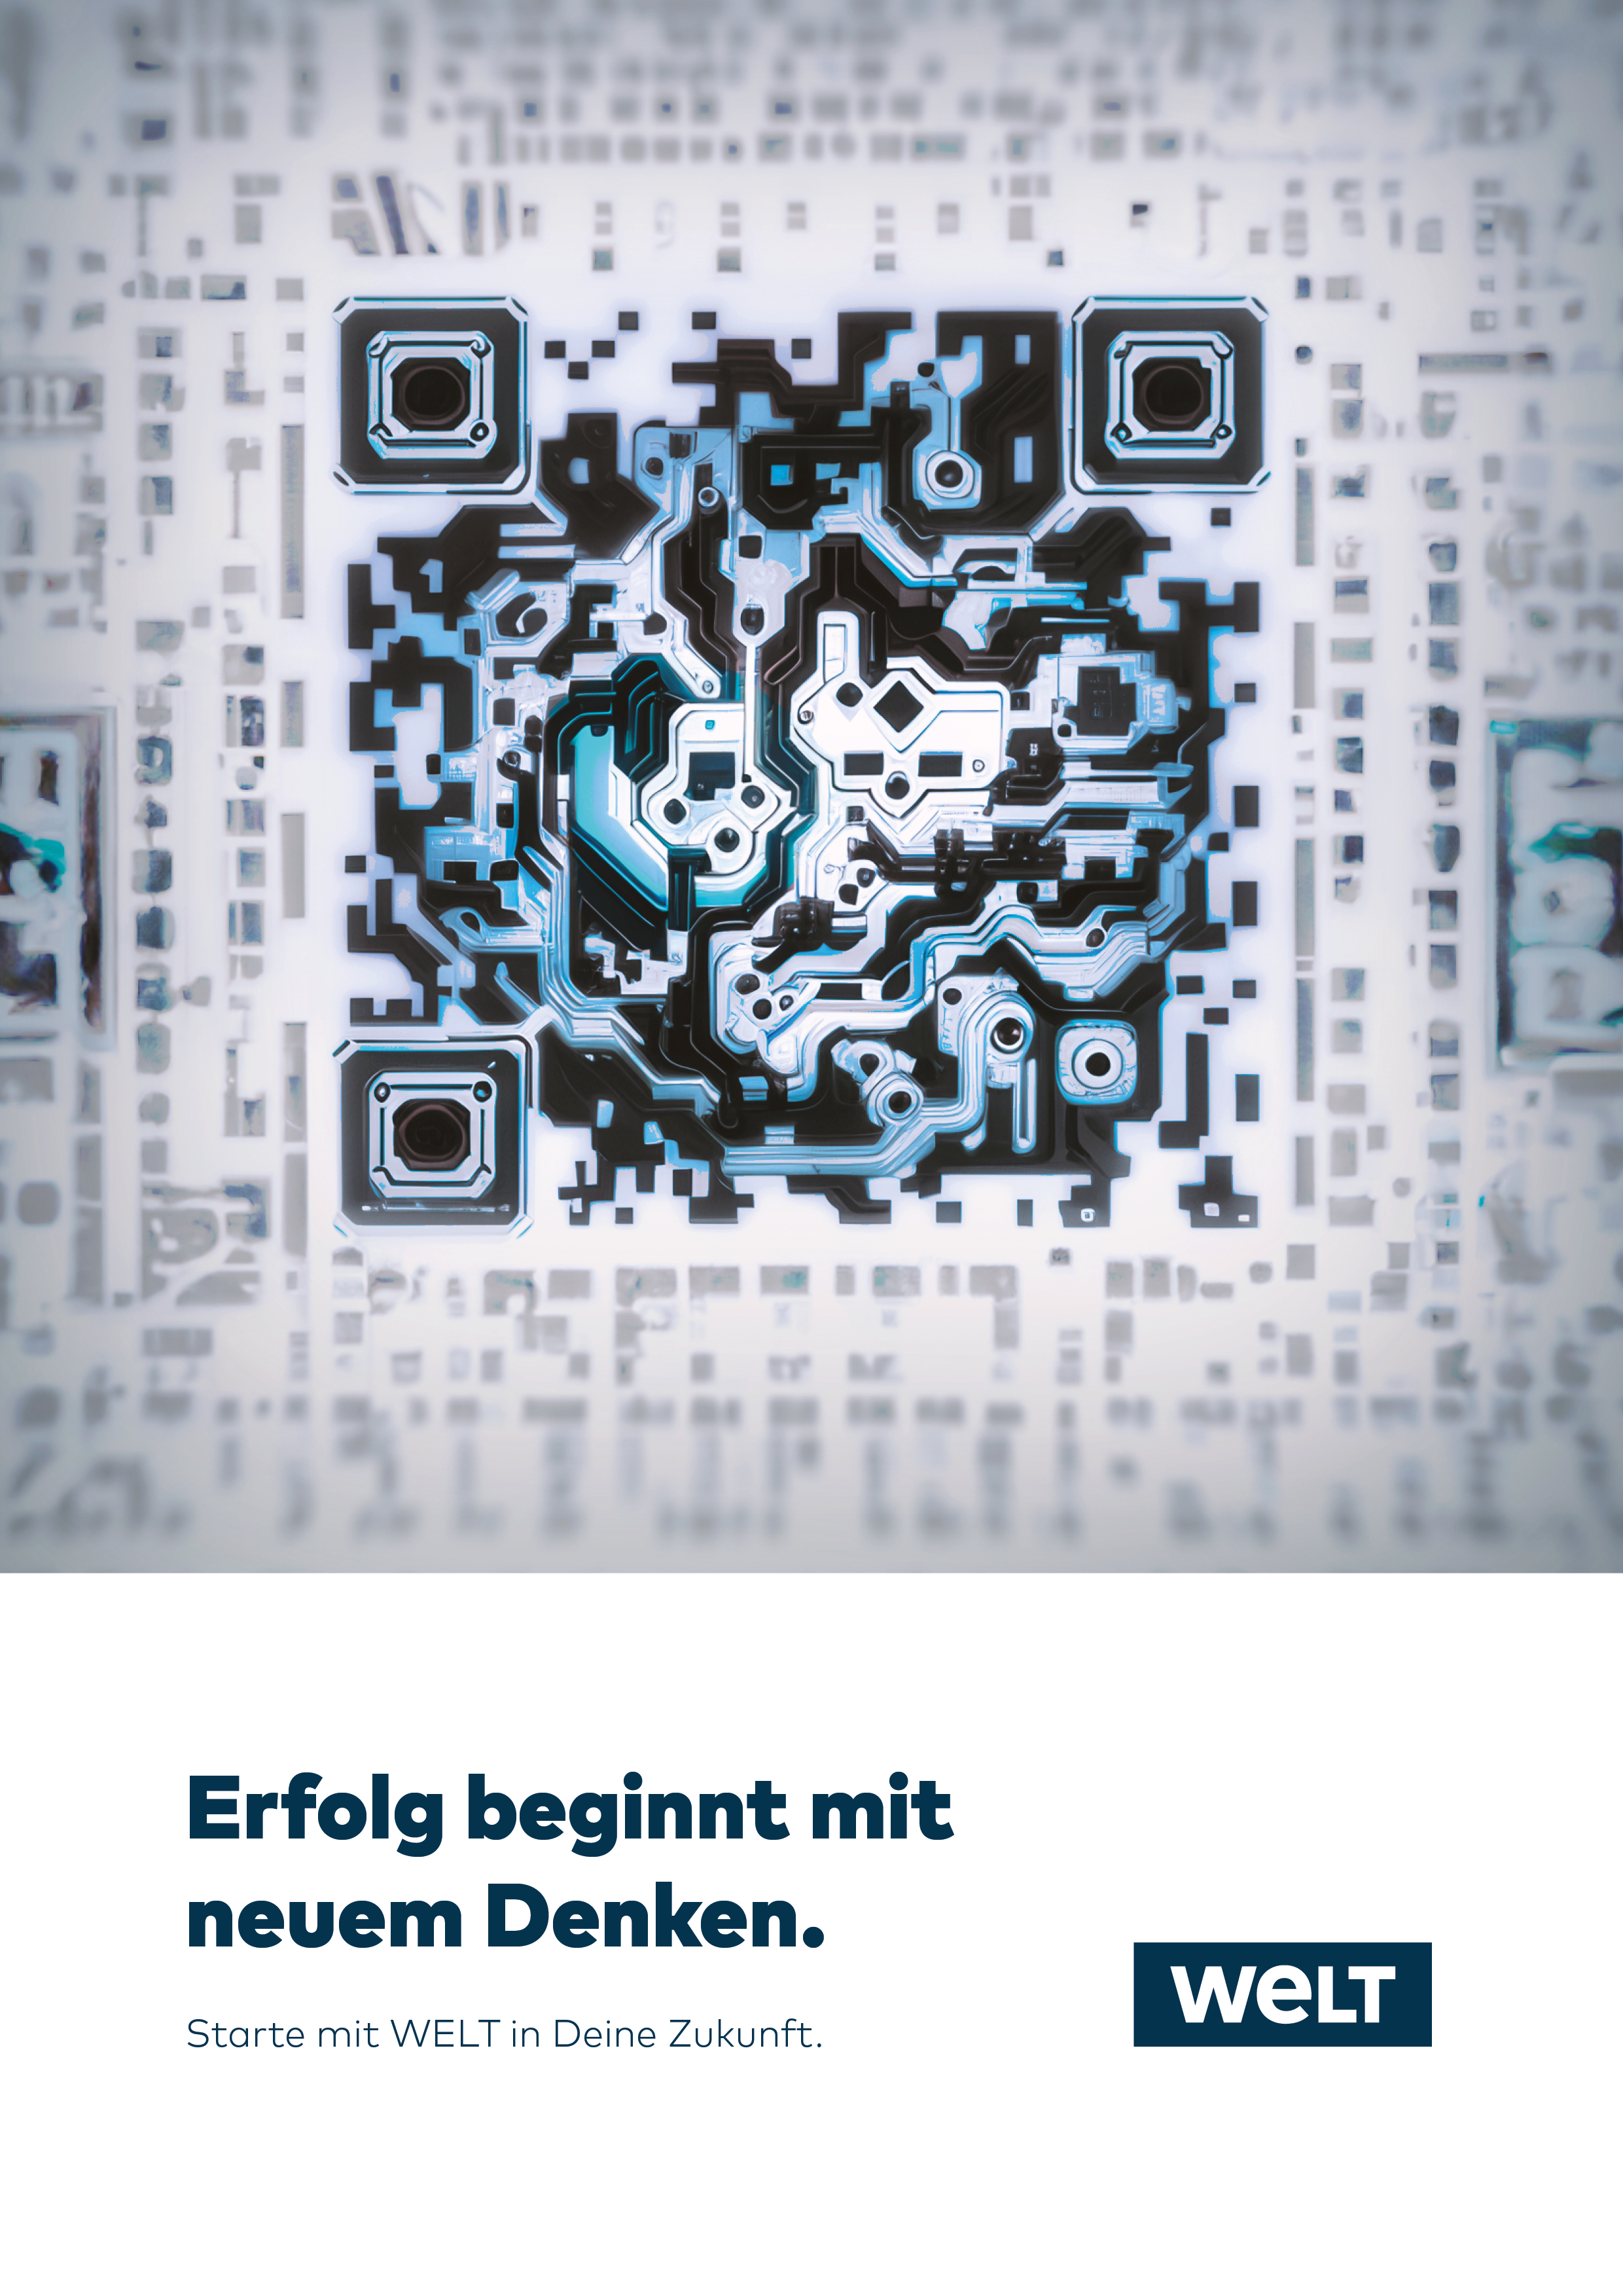 Erfolg beginnt mit
neuem Denken.
Starte mit WELT in Deine Zukunft.
WELT